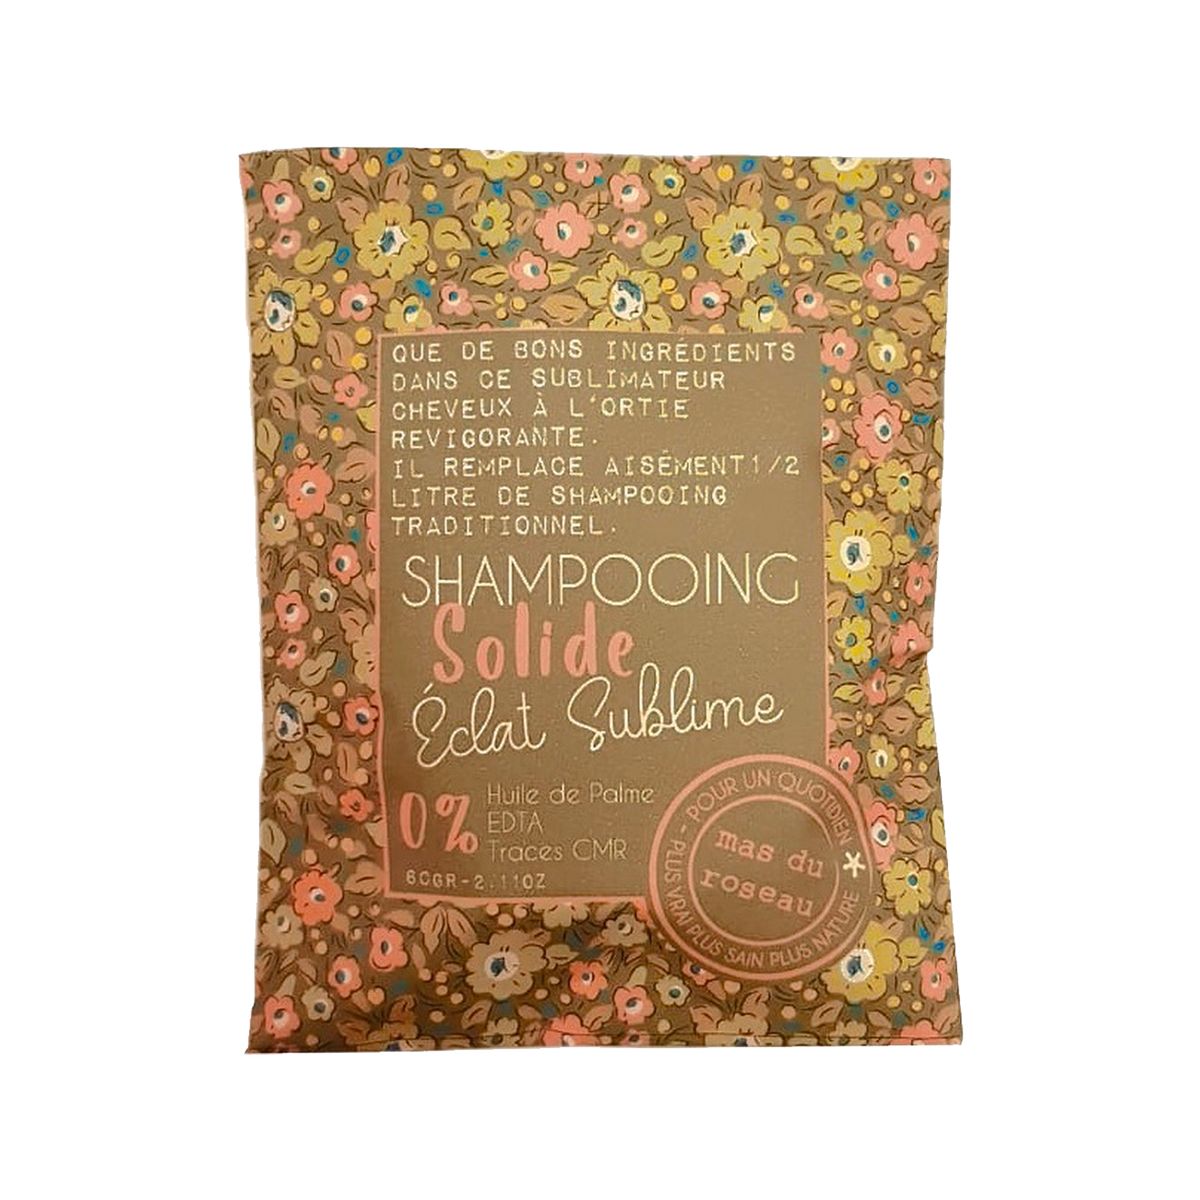 QUE DE BONS INGRÉDIENTS
DANS CE SUBLIMATEUR
CHEVEUX À L'ORTIE
REVIGORANTE.
IL REMPLACE AISÉMENT 1/2
LITRE DE SHAMPOOING
TRADITIONNEL.
SHAMPOOING
Solide
Éclat Sublime
0%
Huile de Palme
EDTA
Traces CMR
60GR-2.11OZ
- POUR UN QUOTIDIEN * PLUS VRAI PLUS SAIN PLUS NATURE
mas du
roseau